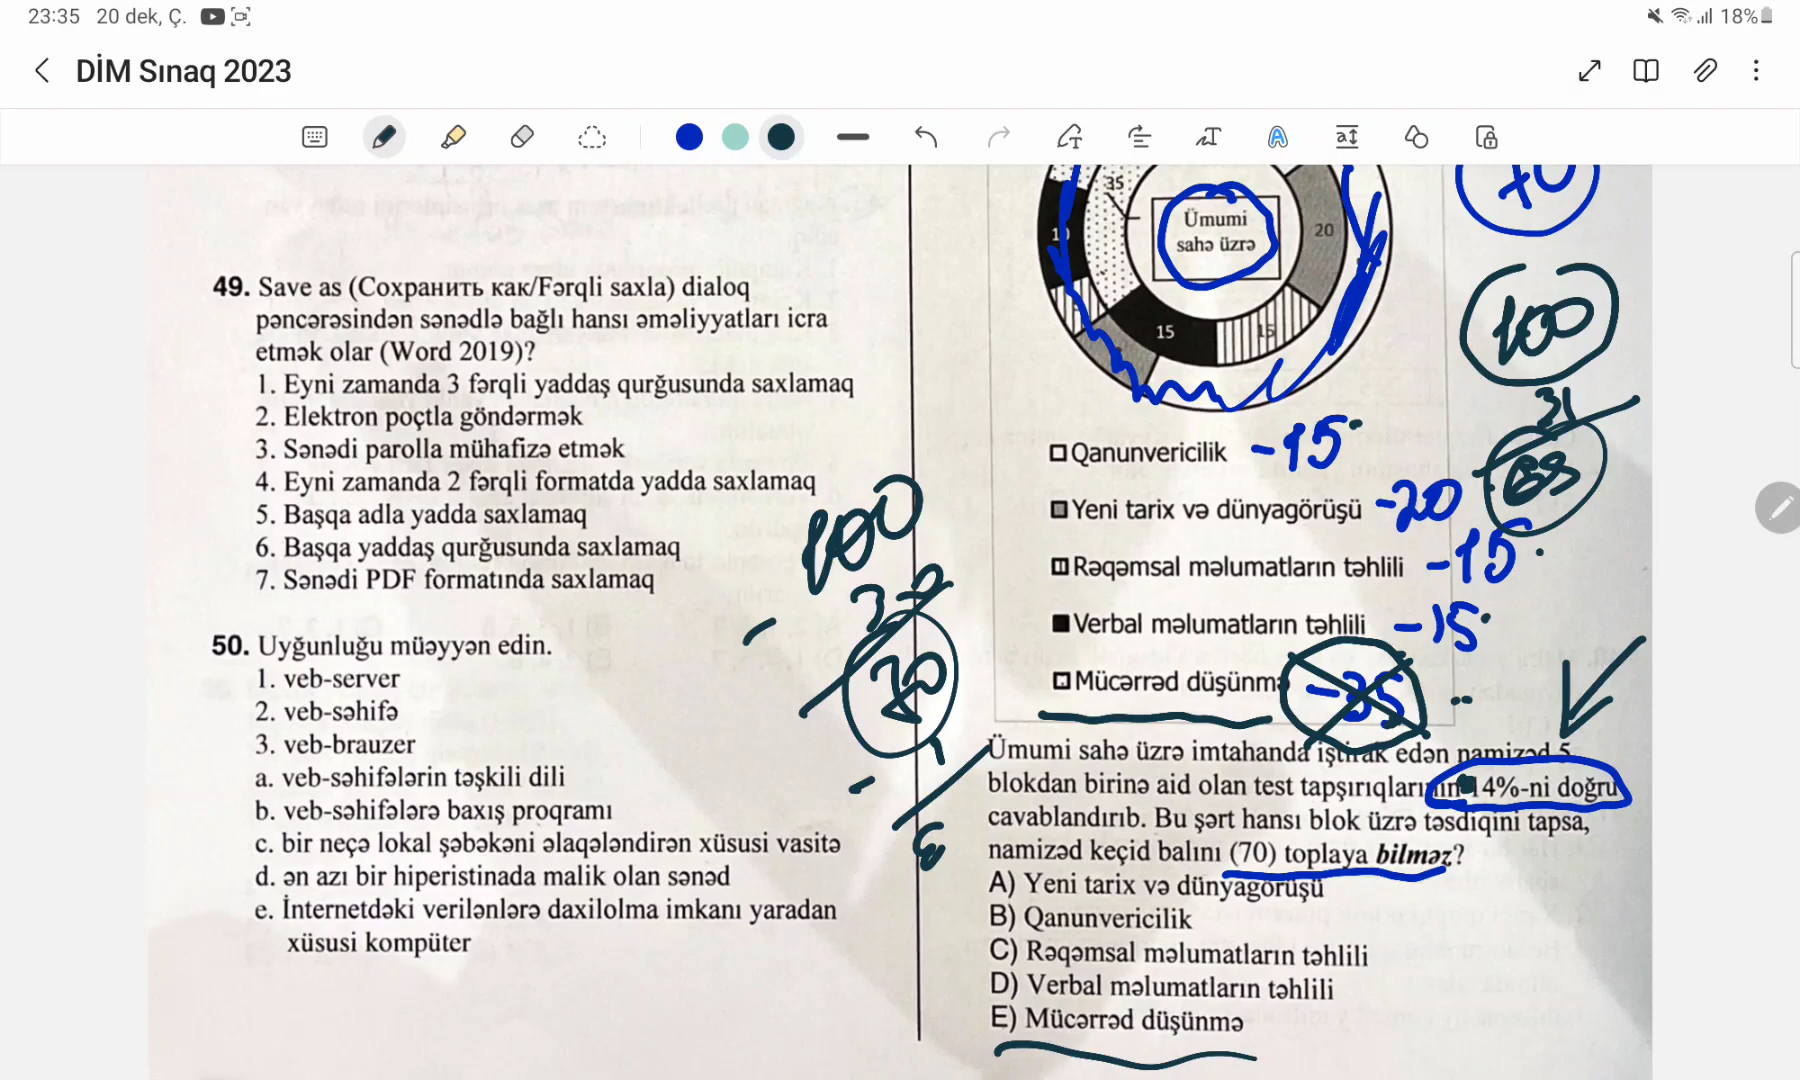 23:35 20 dek, Ç.
18%
DİM Sınaq 2023
49. Save as (Сохранить как/Fərqli saxla) dialoq
pəncərəsindən sənədlə bağlı hansı əməliyyatları icra
etmək olar (Word 2019)?
1. Eyni zamanda 3 fərqli yaddaş qurğusunda saxlamaq
2. Elektron poçtla göndərmək
3. Sənədi parolla mühafizə etmək
4. Eyni zamanda 2 fərqli formatda yadda saxlamaq
5. Başqa adla yadda saxlamaq
6. Başqa yaddaş qurğusunda saxlamaq
7. Sənədi PDF formatında saxlamaq
50. Uyğunluğu müəyyən edin.
1. veb-server
2. veb-səhifə
3. veb-brauzer
a. veb-səhifələrin təşkili dili
b. veb-səhifələrə baxış proqramı
c. bir neçə lokal şəbəkəni əlaqələndirən xüsusi vasitə
d. ən azı bir hiperistinada malik olan sənəd
e. İnternetdəki verilənlərə daxilolma imkanı yaradan
xüsusi kompüter
100
30
35
10
Ümumi
sahə üzrə
20
15
15
70
100
Qanunvericilik -15
Yeni tarix və dünyagörüşü -20
Rəqəmsal məlumatların təhlili -15
Verbal məlumatların təhlili -15
Mücərrəd düşünmə -35
Ümumi sahə üzrə imtahanda iştirak edən namizəd 5
blokdan birinə aid olan test tapşırıqlarının 14%-ni doğru
cavablandırıb. Bu şərt hansı blok üzrə təsdiqini tapsa,
namizəd keçid balını (70) toplaya bilməz?
A) Yeni tarix və dünyagörüşü
B) Qanunvericilik
C) Rəqəmsal məlumatların təhlili
D) Verbal məlumatların təhlili
E) Mücərrəd düşünmə